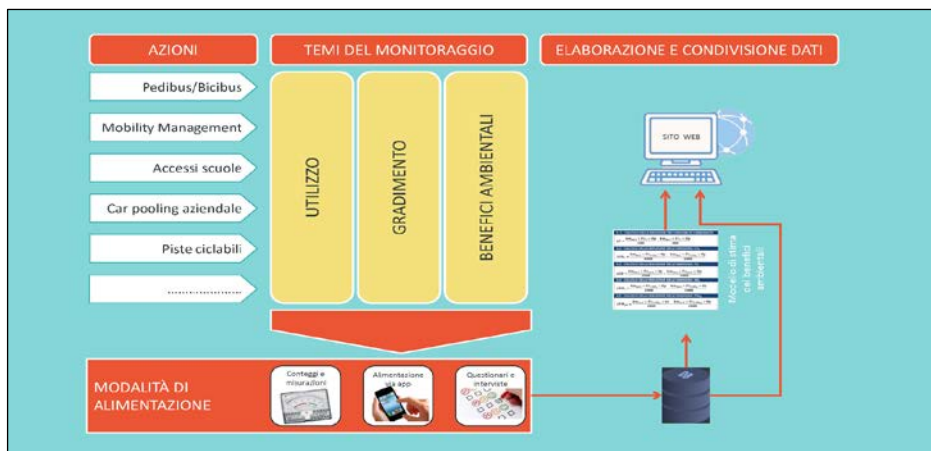 AZIONI
TEMI DEL MONITORAGGIO
ELABORAZIONE E CONDIVISIONE DATI
Pedibus/Bicibus
Mobility Management
Accessi scuole
Car pooling aziendale
Piste ciclabili
....................
UTILIZZO
GRADIMENTO
BENEFICI AMBIENTALI
SITO WEB
Modelo di stima
dei benefici
ambientali
MODALITÀ DI
ALIMENTAZIONE
Conteggi e
misurazioni
Alimentazione
via app
Questionari e
interviste